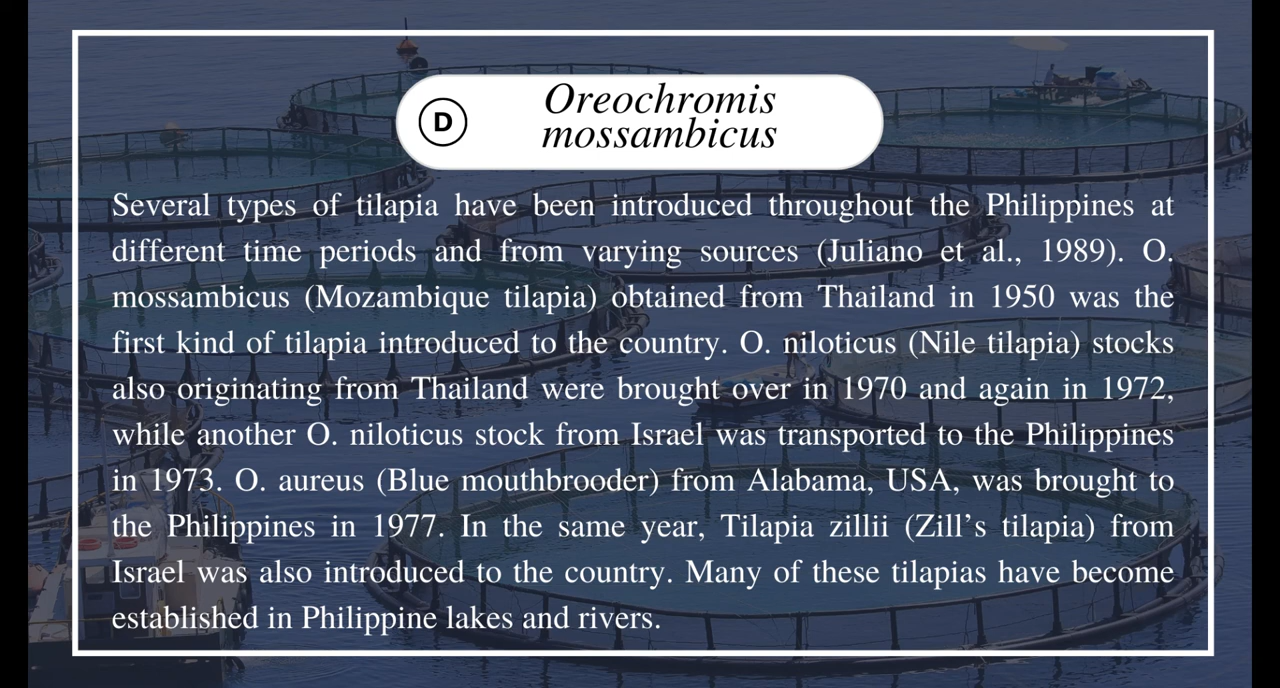 D
Oreochromis
mossambicus
Several types of tilapia have been introduced throughout the Philippines at
different time periods and from varying sources (Juliano et al., 1989). O.
mossambicus (Mozambique tilapia) obtained from Thailand in 1950 was the
first kind of tilapia introduced to the country. O. niloticus (Nile tilapia) stocks
also originating from Thailand were brought over in 1970 and again in 1972,
while another O. niloticus stock from Israel was transported to the Philippines
in 1973. O. aureus (Blue mouthbrooder) from Alabama, USA, was brought to
the Philippines in 1977. In the same year, Tilapia zillii (Zill’s tilapia) from
Israel was also introduced to the country. Many of these tilapias have become
established in Philippine lakes and rivers.